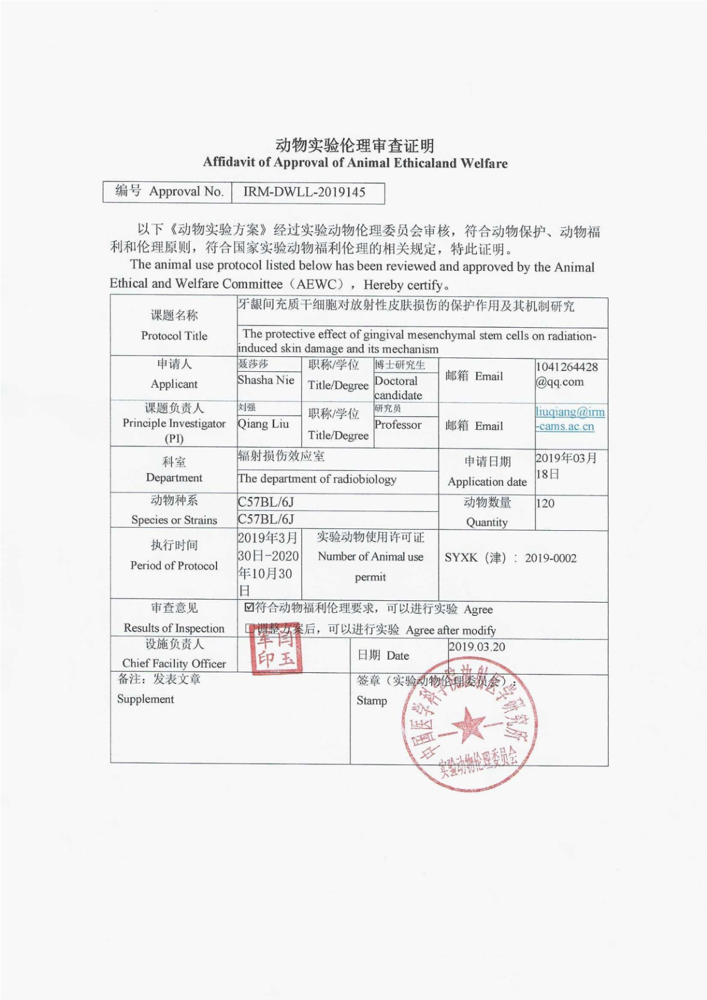 动物实验伦理审查证明
Affidavit of Approval of Animal Ethicaland Welfare
编号 Approval No. IRM-DWLL-2019145
以下《动物实验方案》经过实验动物伦理委员会审核，符合动物保护、动物福
利和伦理原则，符合国家实验动物福利伦理的相关规定，特此证明。
The animal use protocol listed below has been reviewed and approved by the Animal
Ethical and Welfare Committee（AEWC），Hereby certify。
课题名称
Protocol Title
牙龈间充质干细胞对放射性皮肤损伤的保护作用及其机制研究
The protective effect of gingival mesenchymal stem cells on radiation-
induced skin damage and its mechanism
申请人
Applicant
聂莎莎
Shasha Nie
职称/学位
Title/Degree
博士研究生
Doctoral
candidate
邮箱 Email
1041264428
@qq.com
课题负责人
Principle Investigator
(PI)
刘强
Qiang Liu
职称/学位
Title/Degree
研究员
Professor
邮箱 Email
liuqiang@irm
-cams.ac.cn
科室
Department
辐射损伤效应室
The department of radiobiology
申请日期
Application date
2019年03月
18日
动物种系
Species or Strains
C57BL/6J
C57BL/6J
动物数量
Quantity
120
执行时间
Period of Protocol
2019年3月
30日-2020
年10月30
日
实验动物使用许可证
Number of Animal use
permit
SYXK（津）：2019-0002
审查意见
Results of Inspection
☑符合动物福利伦理要求，可以进行实验 Agree
□调整方案后，可以进行实验 Agree after modify
设施负责人
Chief Facility Officer
闫玉
军印
日期 Date
2019.03.20
备注：发表文章
Supplement
签章（实验动物伦理委员会）：
Stamp
中国医学科学院放射医学研究所
实验动物伦理委员会